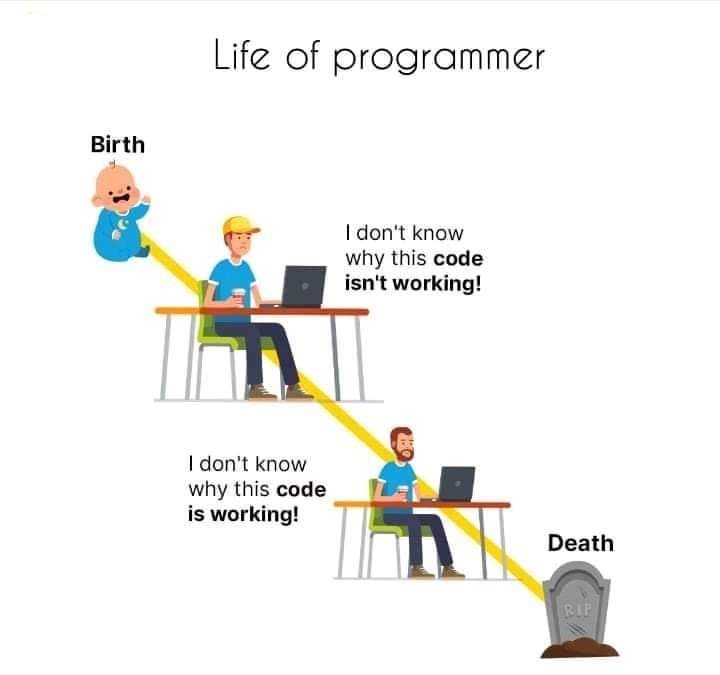 Life of programmer
Birth
I don't know
why this code
isn't working!
I don't know
why this code
is working!
Death
RIP